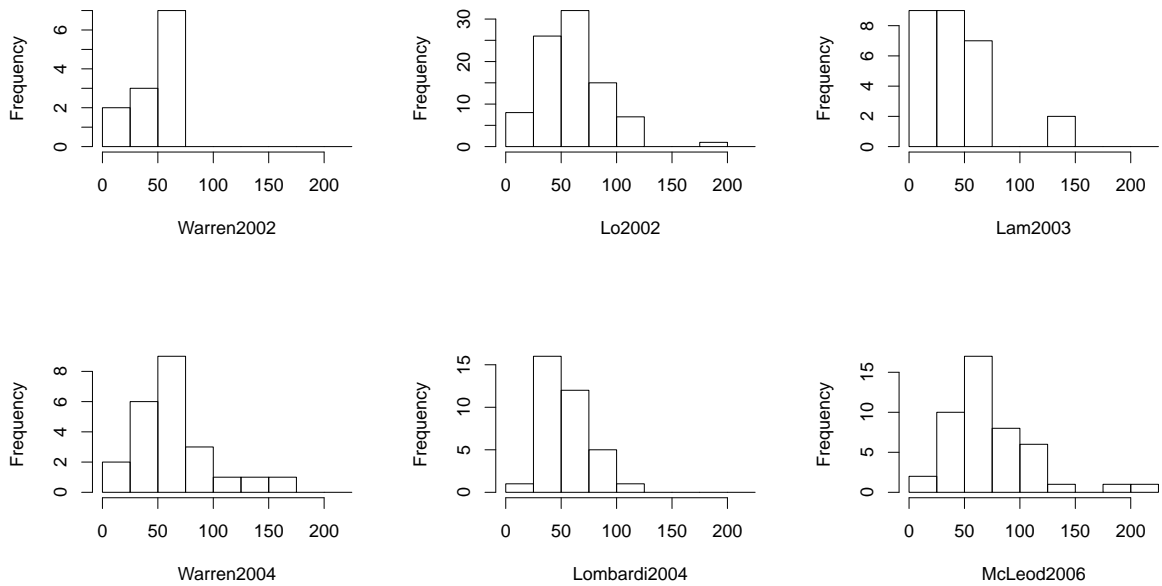 Frequency
0 2 4 6
0 50 100 150 200
Warren2002
Frequency
0 10 20 30
0 50 100 150 200
Lo2002
Frequency
0 2 4 6 8
0 50 100 150 200
Lam2003
Frequency
0 2 4 6 8
0 50 100 150 200
Warren2004
Frequency
0 5 10 15
0 50 100 150 200
Lombardi2004
Frequency
0 5 10 15
0 50 100 150 200
McLeod2006